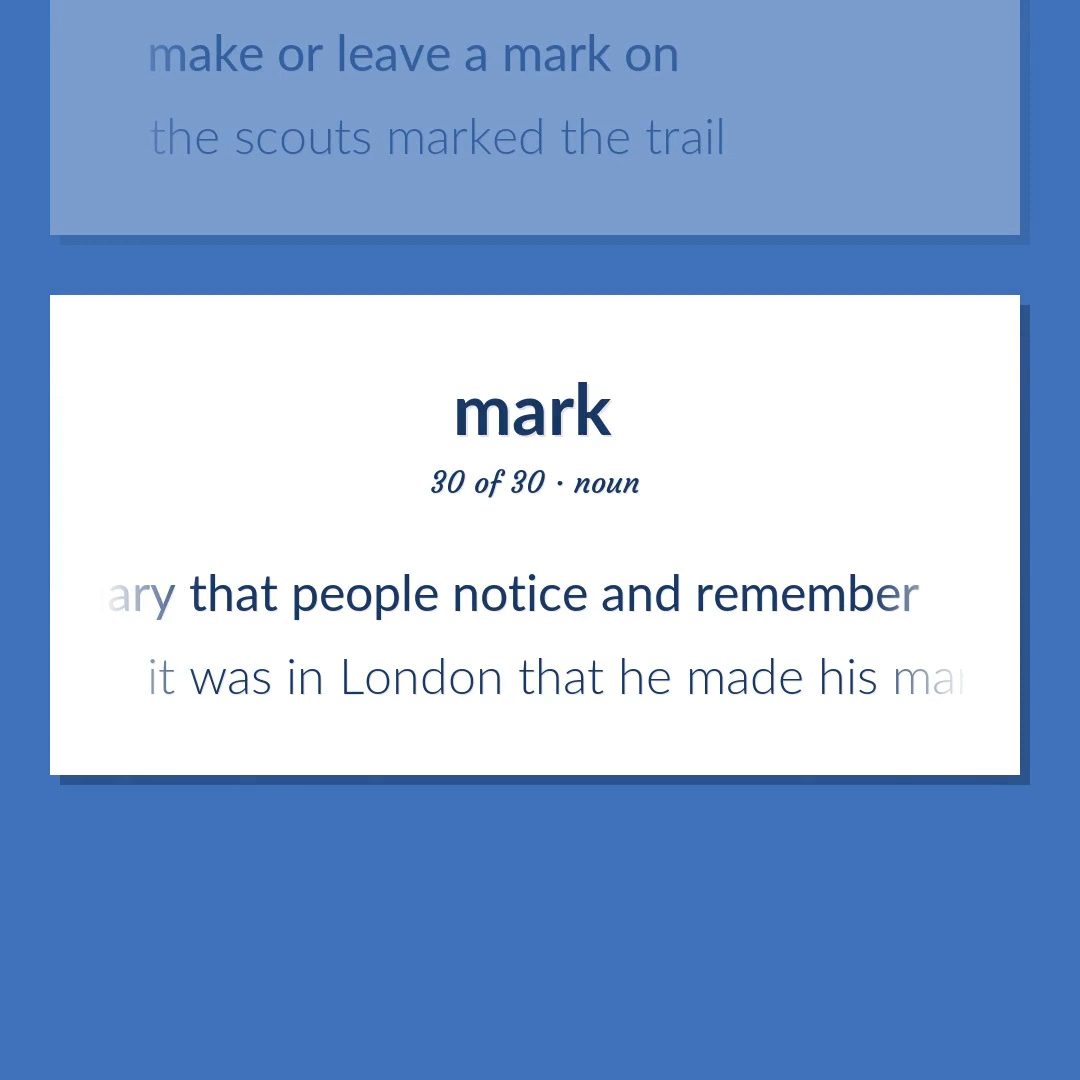 make or leave a mark on
the scouts marked the trail
mark
30 of 30 · noun
that people notice and remember
it was in London that he made his